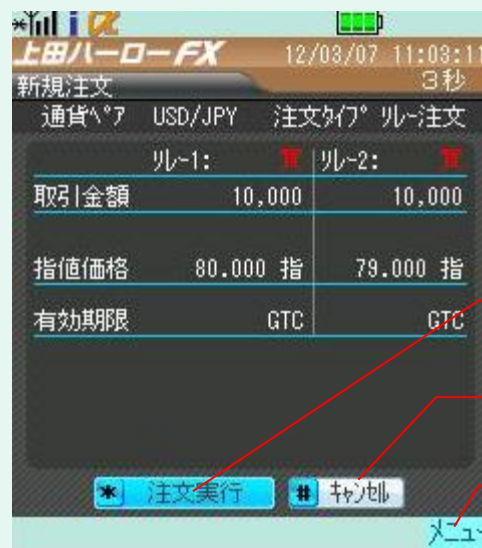 上田ハーローFX 12/03/07 11:03:11
新規注文 3秒
通貨ﾍﾟｱ USD/JPY 注文ﾀｲﾌﾟ ﾘﾚｰ注文
ﾘﾚｰ1: 買 ﾘﾚｰ2: 買
取引金額 10,000 10,000
指値価格 80.000 指 79.000 指
有効期限 GTC GTC
* 注文実行 # ｷｬﾝｾﾙ
ﾒﾆｭｰ